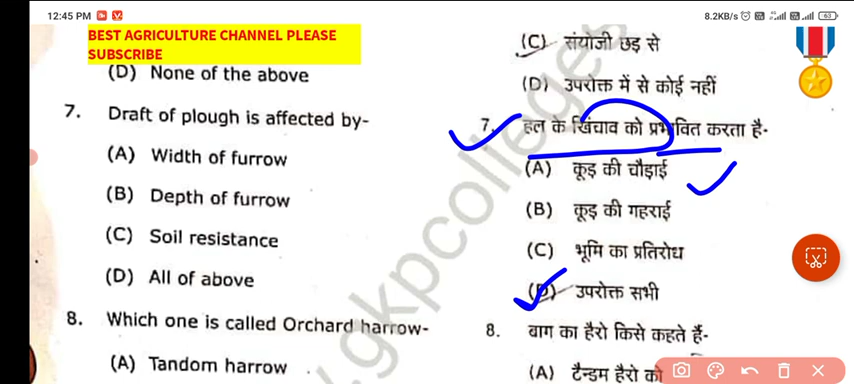 12:45 PM
8.2KB/s
63
BEST AGRICULTURE CHANNEL PLEASE
SUBSCRIBE
(D) None of the above
7. Draft of plough is affected by-
(A) Width of furrow
(B) Depth of furrow
(C) Soil resistance
(D) All of above
8. Which one is called Orchard harrow-
(A) Tandom harrow
(C) संयोजी छड़ से
(D) उपरोक्त में से कोई नहीं
7. हल के खिंचाव को प्रभावित करता है-
(A) कूड़ की चौड़ाई
(B) कूड़ की गहराई
(C) भूमि का प्रतिरोध
(D) उपरोक्त सभी
8. बाग का हैरो किसे कहते हैं-
(A) टैन्डम हैरो को
.gkpcolleges